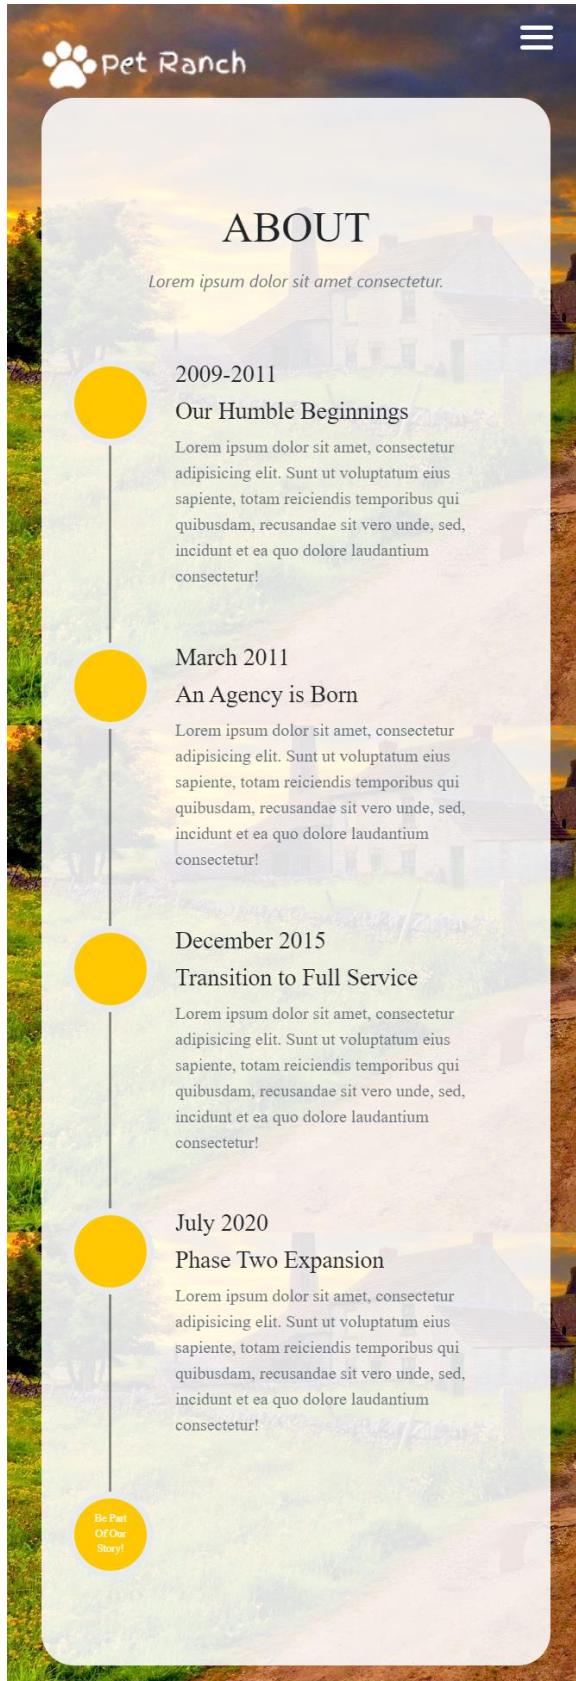 Pet Ranch
ABOUT
Lorem ipsum dolor sit amet consectetur.
2009-2011
Our Humble Beginnings
Lorem ipsum dolor sit amet, consectetur
adipisicing elit. Sunt ut voluptatum eius
sapiente, totam reiciendis temporibus qui
quibusdam, recusandae sit vero unde, sed,
incidunt et ea quo dolore laudantium
consectetur!
March 2011
An Agency is Born
Lorem ipsum dolor sit amet, consectetur
adipisicing elit. Sunt ut voluptatum eius
sapiente, totam reiciendis temporibus qui
quibusdam, recusandae sit vero unde, sed,
incidunt et ea quo dolore laudantium
consectetur!
December 2015
Transition to Full Service
Lorem ipsum dolor sit amet, consectetur
adipisicing elit. Sunt ut voluptatum eius
sapiente, totam reiciendis temporibus qui
quibusdam, recusandae sit vero unde, sed,
incidunt et ea quo dolore laudantium
consectetur!
July 2020
Phase Two Expansion
Lorem ipsum dolor sit amet, consectetur
adipisicing elit. Sunt ut voluptatum eius
sapiente, totam reiciendis temporibus qui
quibusdam, recusandae sit vero unde, sed,
incidunt et ea quo dolore laudantium
consectetur!
Be Part
Of Our
Story!